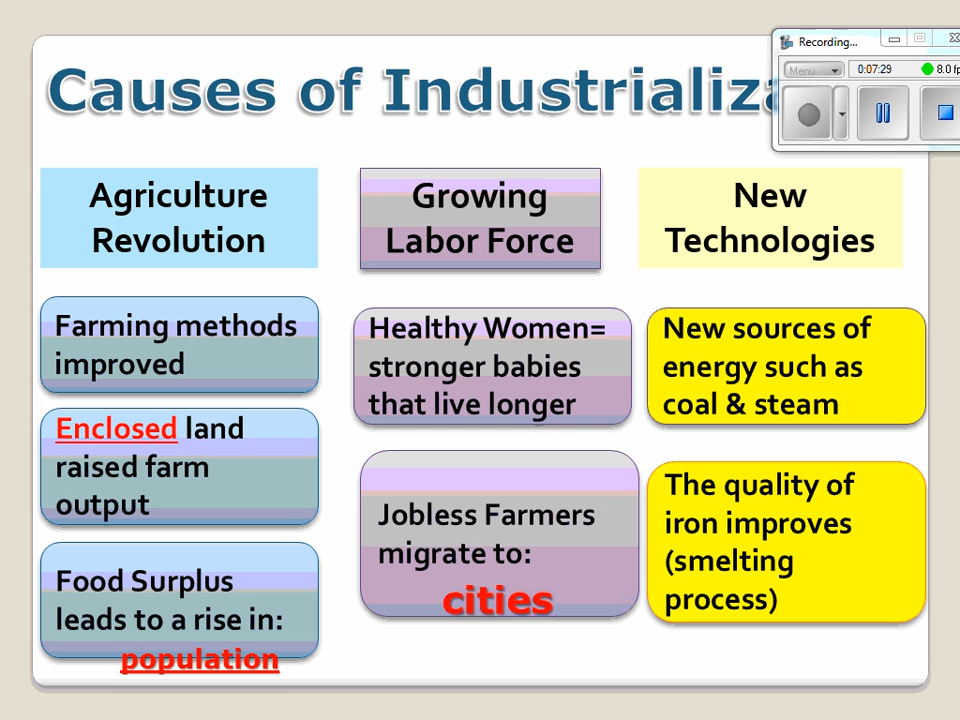 Causes of
Recording...
Menu
0:07:29
8.0
Agriculture
Revolution
Growing
Labor Force
New
Technologies
Farming methods
improved
Enclosed land
raised farm
output
Food Surplus
leads to a rise in:
population
Healthy Women=
stronger babies
that live longer
Jobless Farmers
migrate to:
cities
New sources of
energy such as
coal & steam
The quality of
iron improves
(smelting
process)